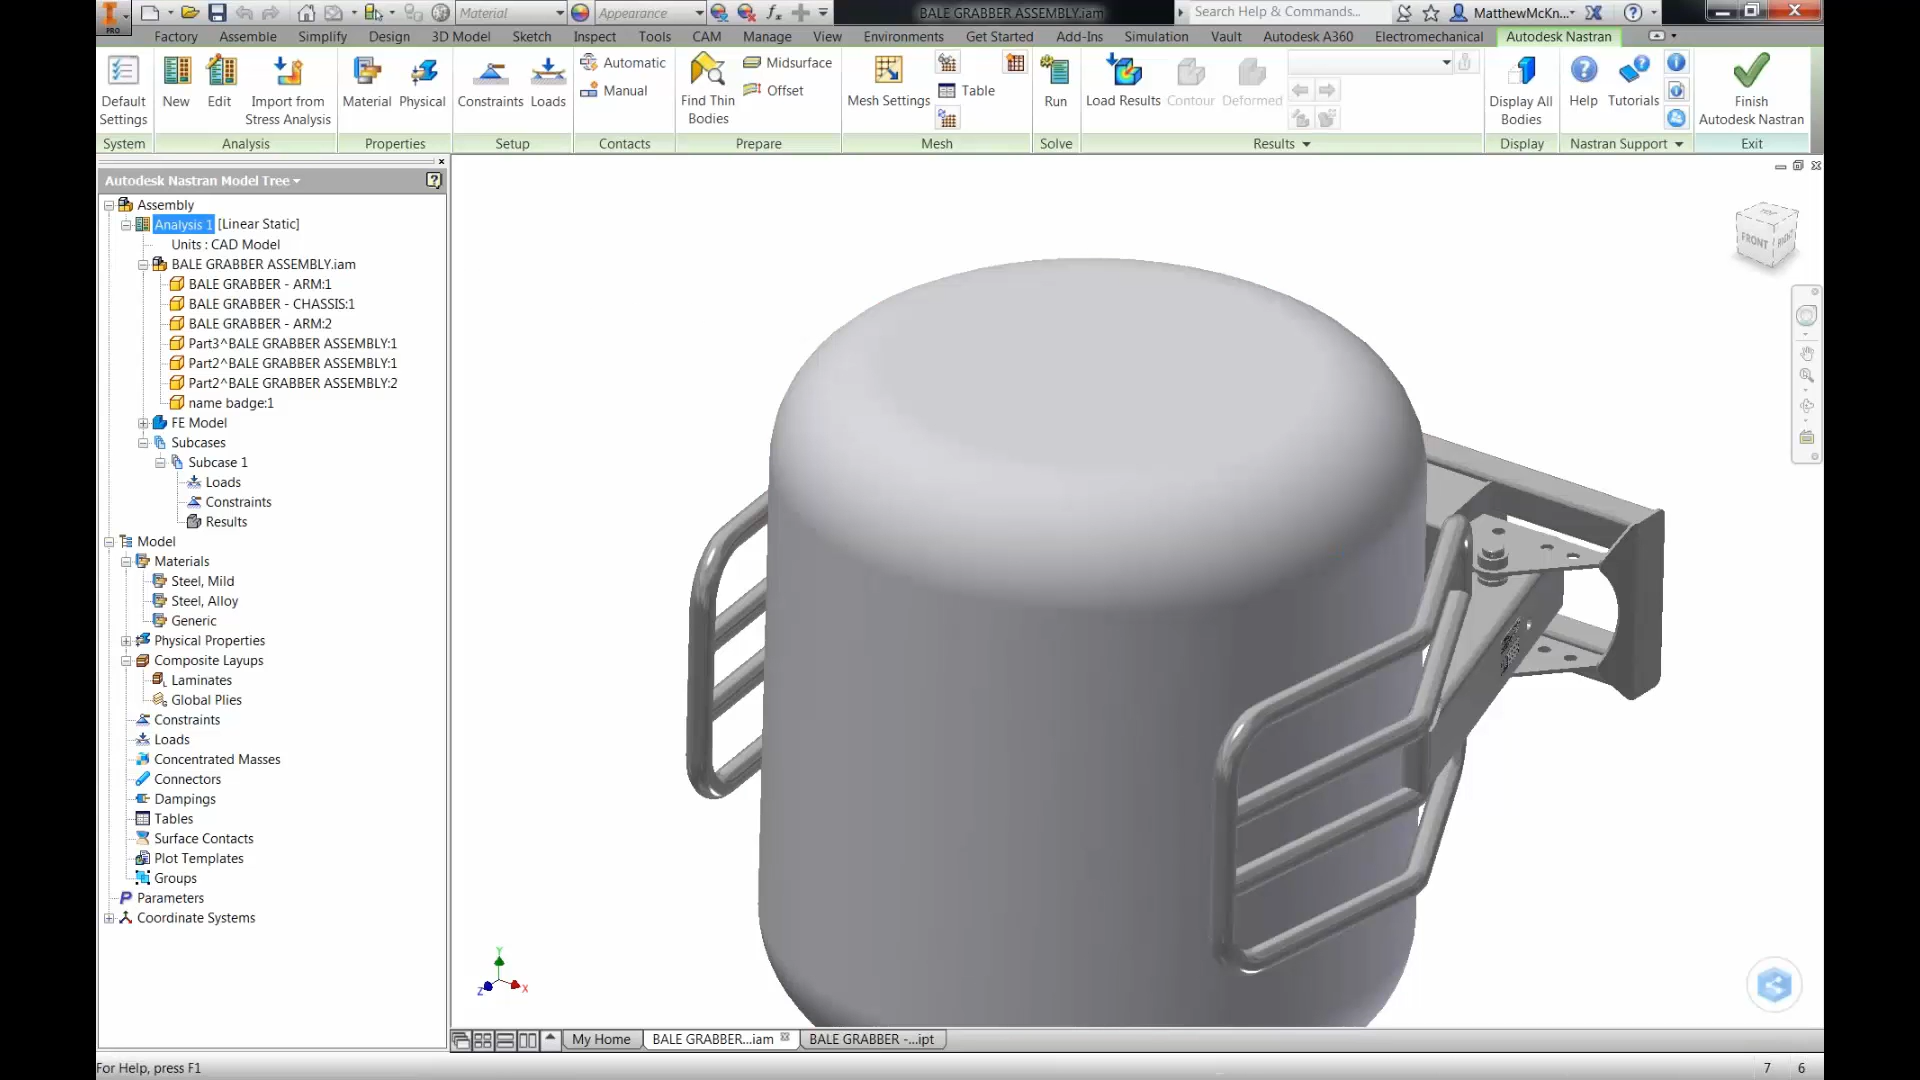 Material
Appearance
BALE GRABBER ASSEMBLY.iam
Search Help & Commands...
MatthewMcKn...
PRO
Factory Assemble Simplify Design 3D Model Sketch Inspect Tools CAM Manage View Environments Get Started Add-Ins Simulation Vault Autodesk A360 Electromechanical Autodesk Nastran
Default Settings
New
Edit
Import from Stress Analysis
Material
Physical
Constraints
Loads
Automatic
Manual
Find Thin Bodies
Midsurface
Offset
Mesh Settings
Table
Run
Load Results
Contour
Deformed
Display All Bodies
Help
Tutorials
Finish Autodesk Nastran
System Analysis Properties Setup Contacts Prepare Mesh Solve Results Display Nastran Support Exit
Autodesk Nastran Model Tree
Assembly
Analysis 1 [Linear Static]
Units : CAD Model
BALE GRABBER ASSEMBLY.iam
BALE GRABBER - ARM:1
BALE GRABBER - CHASSIS:1
BALE GRABBER - ARM:2
Part3^BALE GRABBER ASSEMBLY:1
Part2^BALE GRABBER ASSEMBLY:1
Part2^BALE GRABBER ASSEMBLY:2
name badge:1
FE Model
Subcases
Subcase 1
Loads
Constraints
Results
Model
Materials
Steel, Mild
Steel, Alloy
Generic
Physical Properties
Composite Layups
Laminates
Global Plies
Constraints
Loads
Concentrated Masses
Connectors
Dampings
Tables
Surface Contacts
Plot Templates
Groups
Parameters
Coordinate Systems
FRONT
Y
Z
X
My Home
BALE GRABBER...iam
BALE GRABBER -...ipt
For Help, press F1
7 6